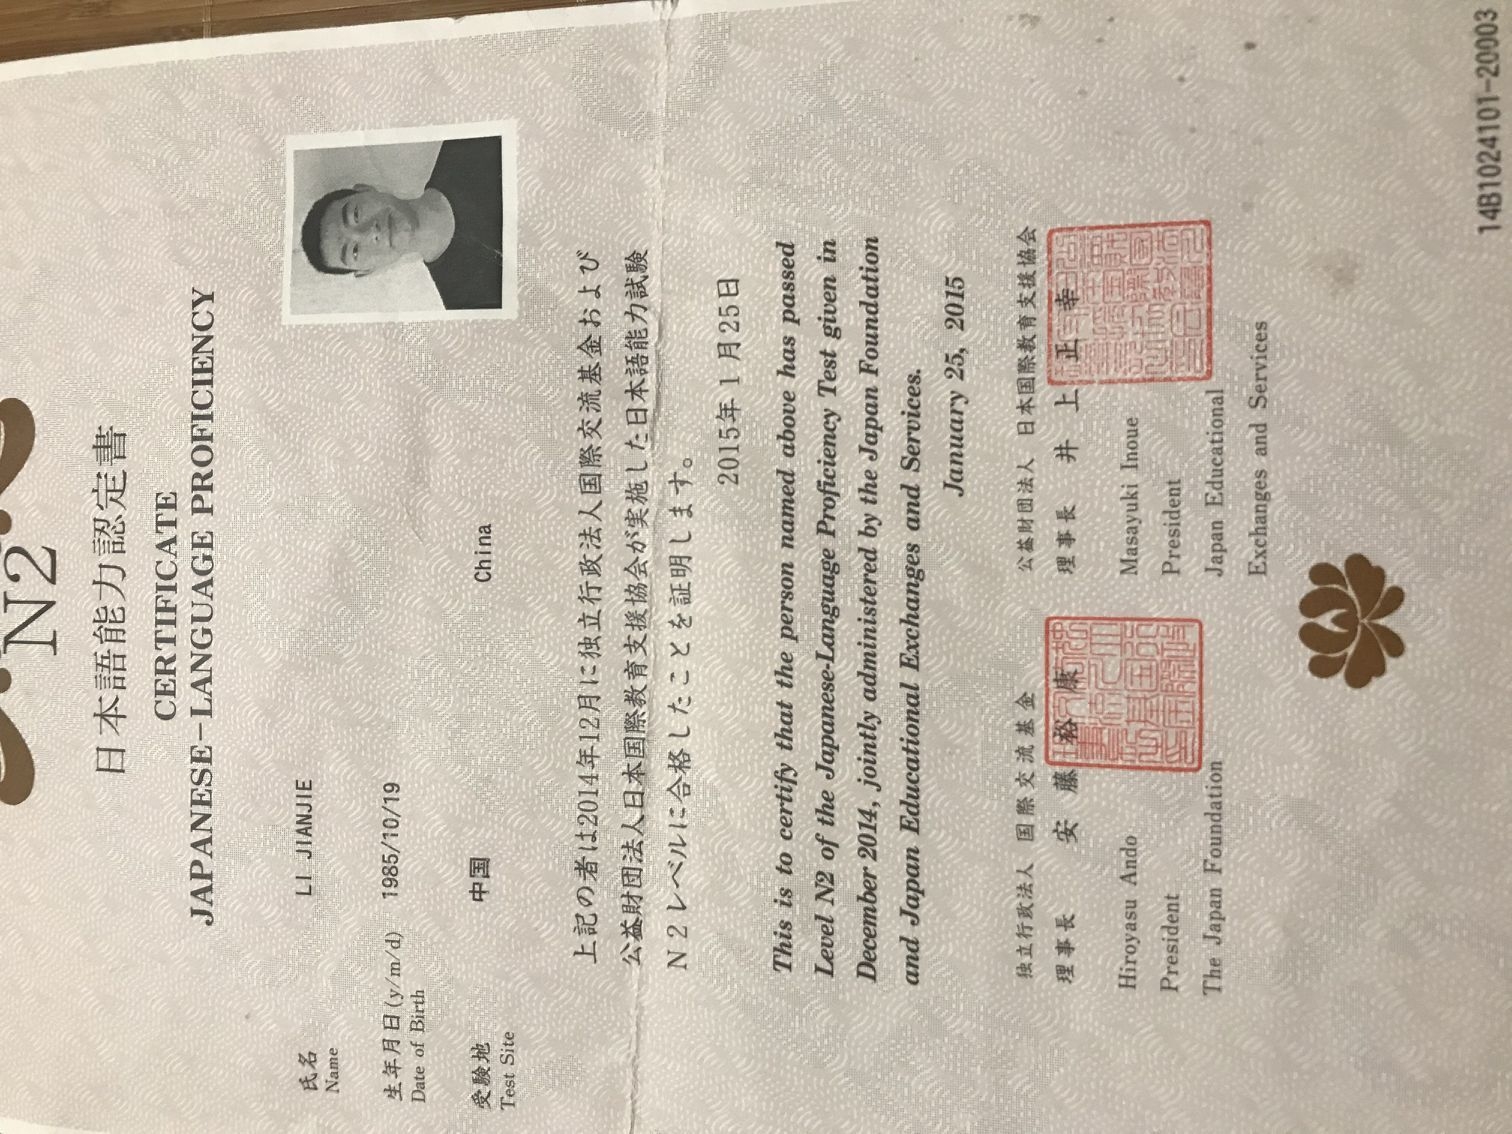 N2
日本語能力認定書
CERTIFICATE
JAPANESE-LANGUAGE PROFICIENCY
氏名 LI JIANJIE
Name
生年月日(y/m/d) 1985/10/19
Date of Birth
受験地 中国 China
Test Site
上記の者は2014年12月に独立行政法人国際交流基金および
公益財団法人日本国際教育支援協会が実施した日本語能力試験
N2レベルに合格したことを証明します。
2015年1月25日
This is to certify that the person named above has passed
Level N2 of the Japanese-Language Proficiency Test given in
December 2014, jointly administered by the Japan Foundation
and Japan Educational Exchanges and Services.
January 25, 2015
独立行政法人 国際交流基金
理事長 安藤裕康
Hiroyasu Ando
President
The Japan Foundation
公益財団法人 日本国際教育支援協会
理事長 井上正幸
Masayuki Inoue
President
Japan Educational
Exchanges and Services
14B1024101-20003